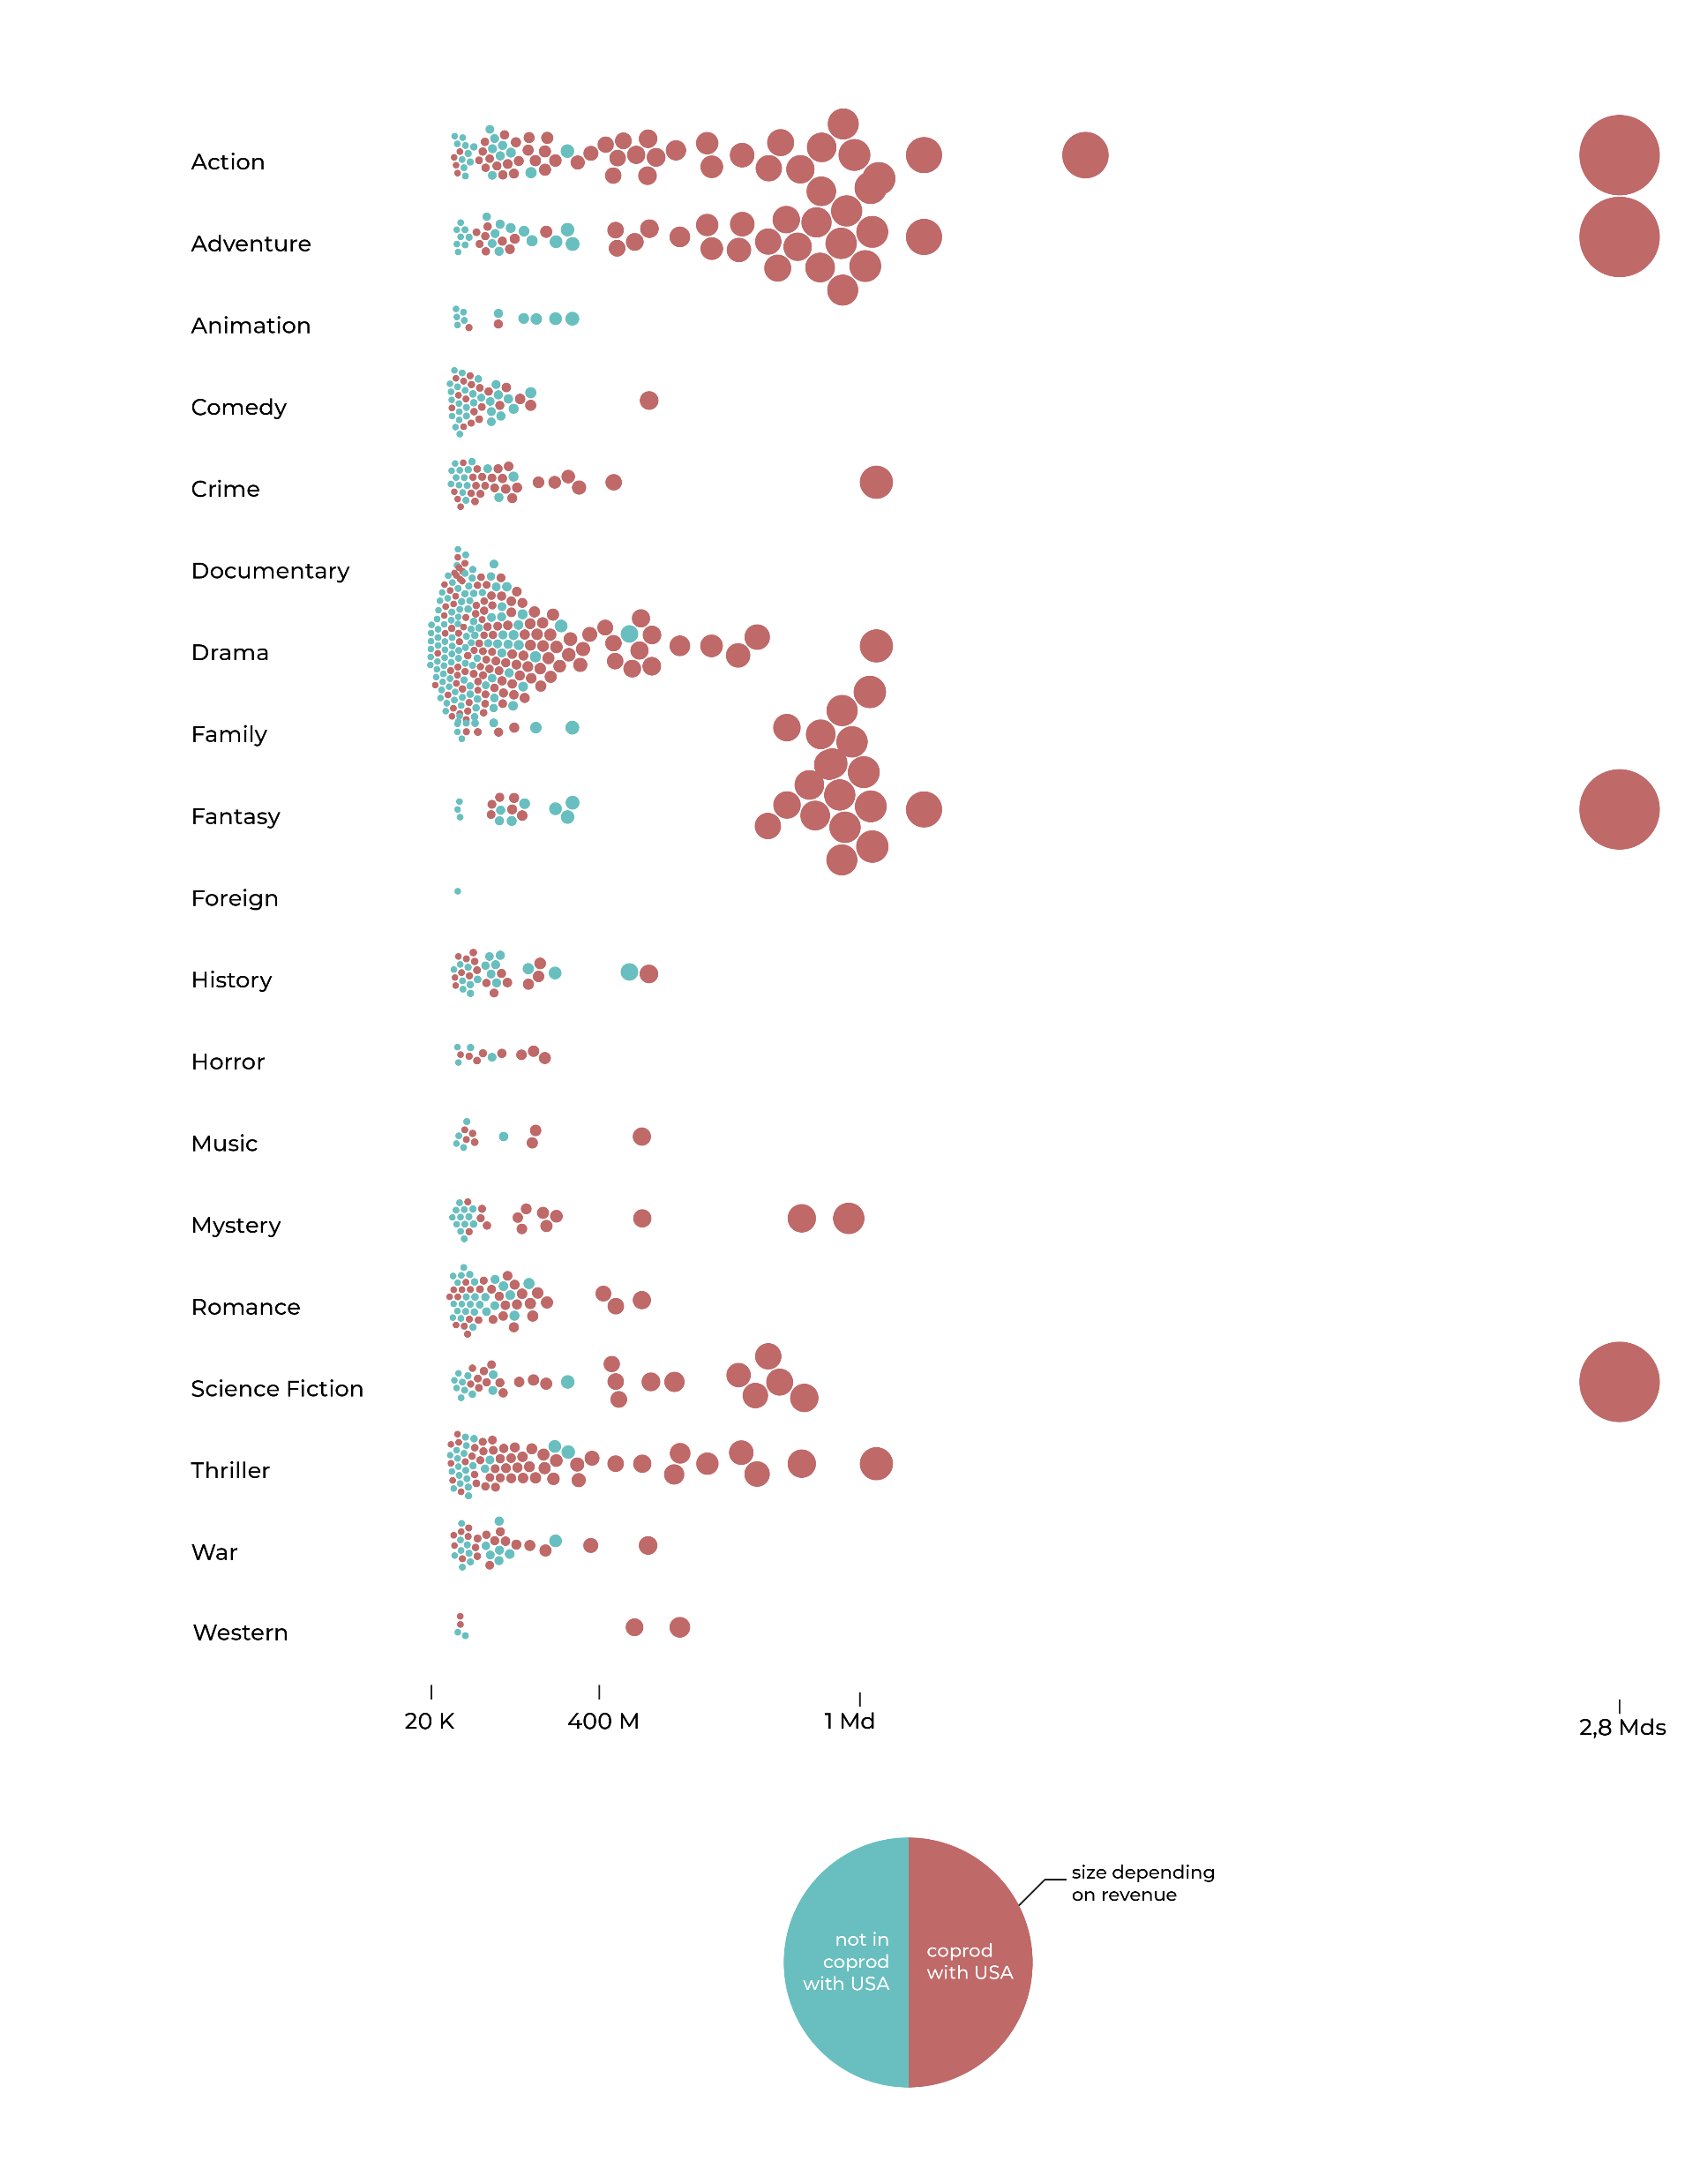 Action
Adventure
Animation
Comedy
Crime
Documentary
Drama
Family
Fantasy
Foreign
History
Horror
Music
Mystery
Romance
Science Fiction
Thriller
War
Western
20 K
400 M
1 Md
2,8 Mds
size depending
on revenue
not in
coprod
with USA
coprod
with USA